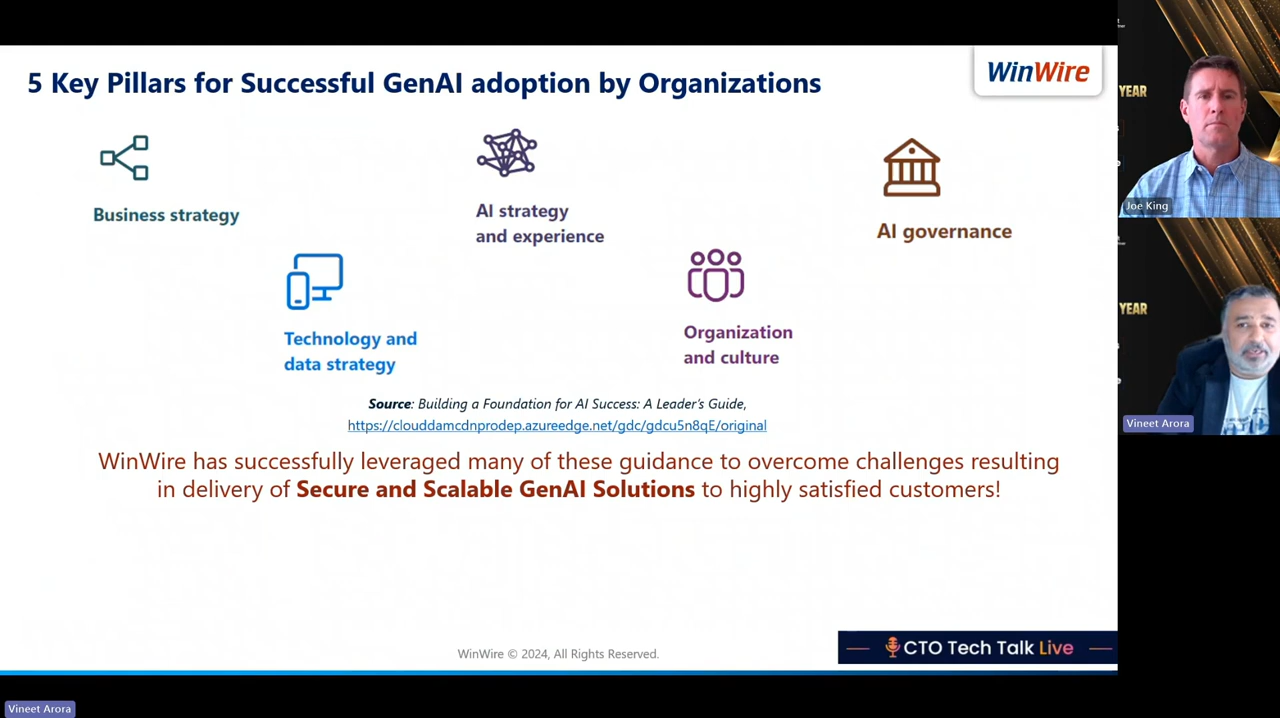 5 Key Pillars for Successful GenAI adoption by Organizations
WinWire
Business strategy
AI strategy
and experience
AI governance
Technology and
data strategy
Organization
and culture
Source: Building a Foundation for AI Success: A Leader's Guide,
https://clouddamcdnprodep.azureedge.net/gdc/gdcu5n8qE/original
WinWire has successfully leveraged many of these guidance to overcome challenges resulting
in delivery of Secure and Scalable GenAI Solutions to highly satisfied customers!
WinWire © 2024, All Rights Reserved.
CTO Tech Talk Live
YEAR
Joe King
YEAR
Vineet Arora
Vineet Arora